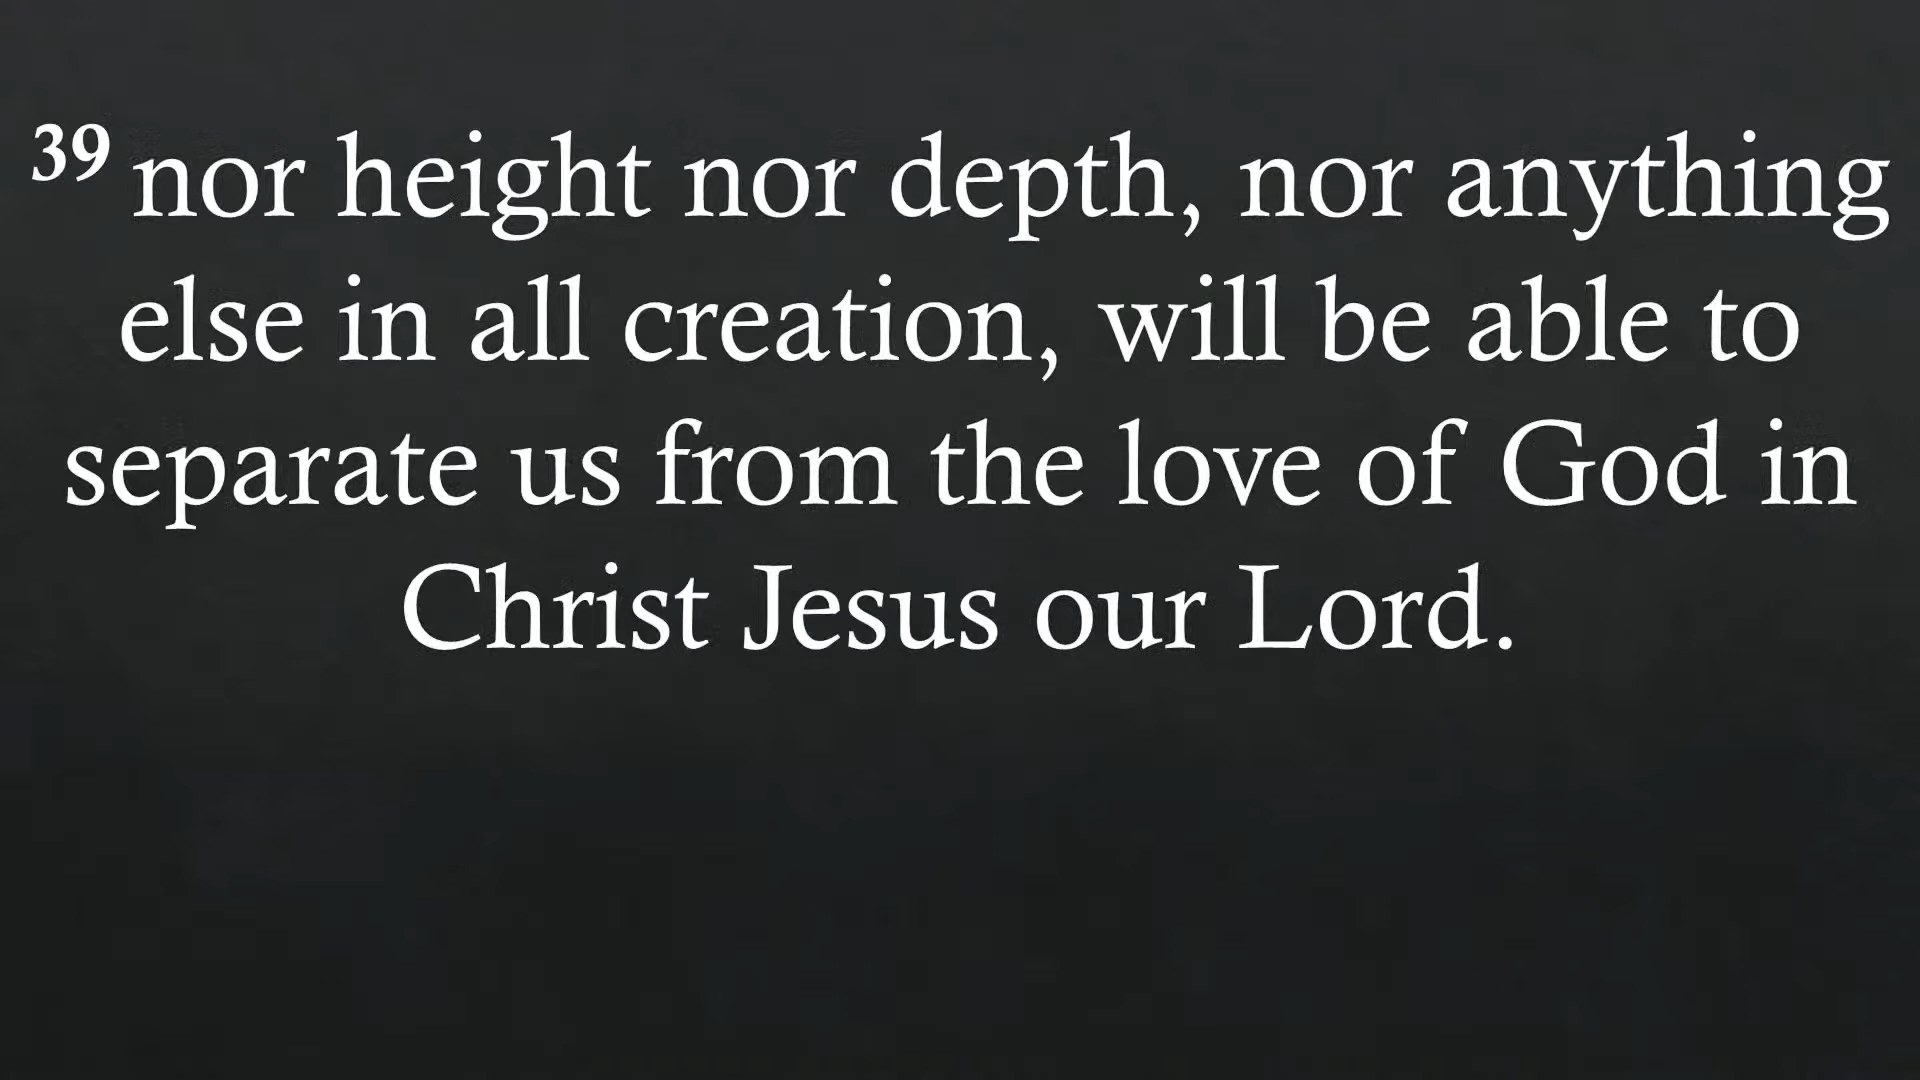 39 nor height nor depth, nor anything
else in all creation, will be able to
separate us from the love of God in
Christ Jesus our Lord.